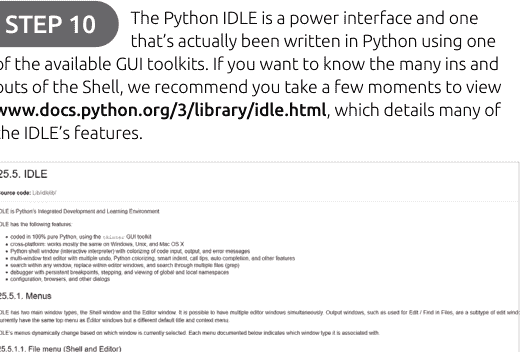 STEP 10
The Python IDLE is a power interface and one
that's actually been written in Python using one
of the available GUI toolkits. If you want to know the many ins and
outs of the Shell, we recommend you take a few moments to view
www.docs.python.org/3/library/idle.html, which details many of
the IDLE's features.
25.5. IDLE
Source code: Lib/idlelib/
IDLE is Python's Integrated Development and Learning Environment
IDLE has the following features:
• coded in 100% pure Python, using the tkinter GUI toolkit
• cross-platform: works mostly the same on Windows, Unix, and Mac OS X
• Python shell window (interactive interpreter) with colorizing of code input, output, and error messages
• multi-window text editor with multiple undo, Python colorizing, smart indent, call tips, auto completion, and other features
• search within any window, replace within editor windows, and search through multiple files (grep)
• debugger with persistent breakpoints, stepping, and viewing of global and local namespaces
• configuration, browsers, and other dialogs
25.5.1. Menus
IDLE has two main window types, the Shell window and the Editor window. It is possible to have multiple editor windows simultaneously. Output windows, such as used for Edit / Find in Files, are a subtype of edit wind
currently have the same top menu as Editor windows but a different default title and context menu.
IDLE's menus dynamically change based on which window is currently selected. Each menu documented below indicates which window type it is associated with.
25.5.1.1. File menu (Shell and Editor)